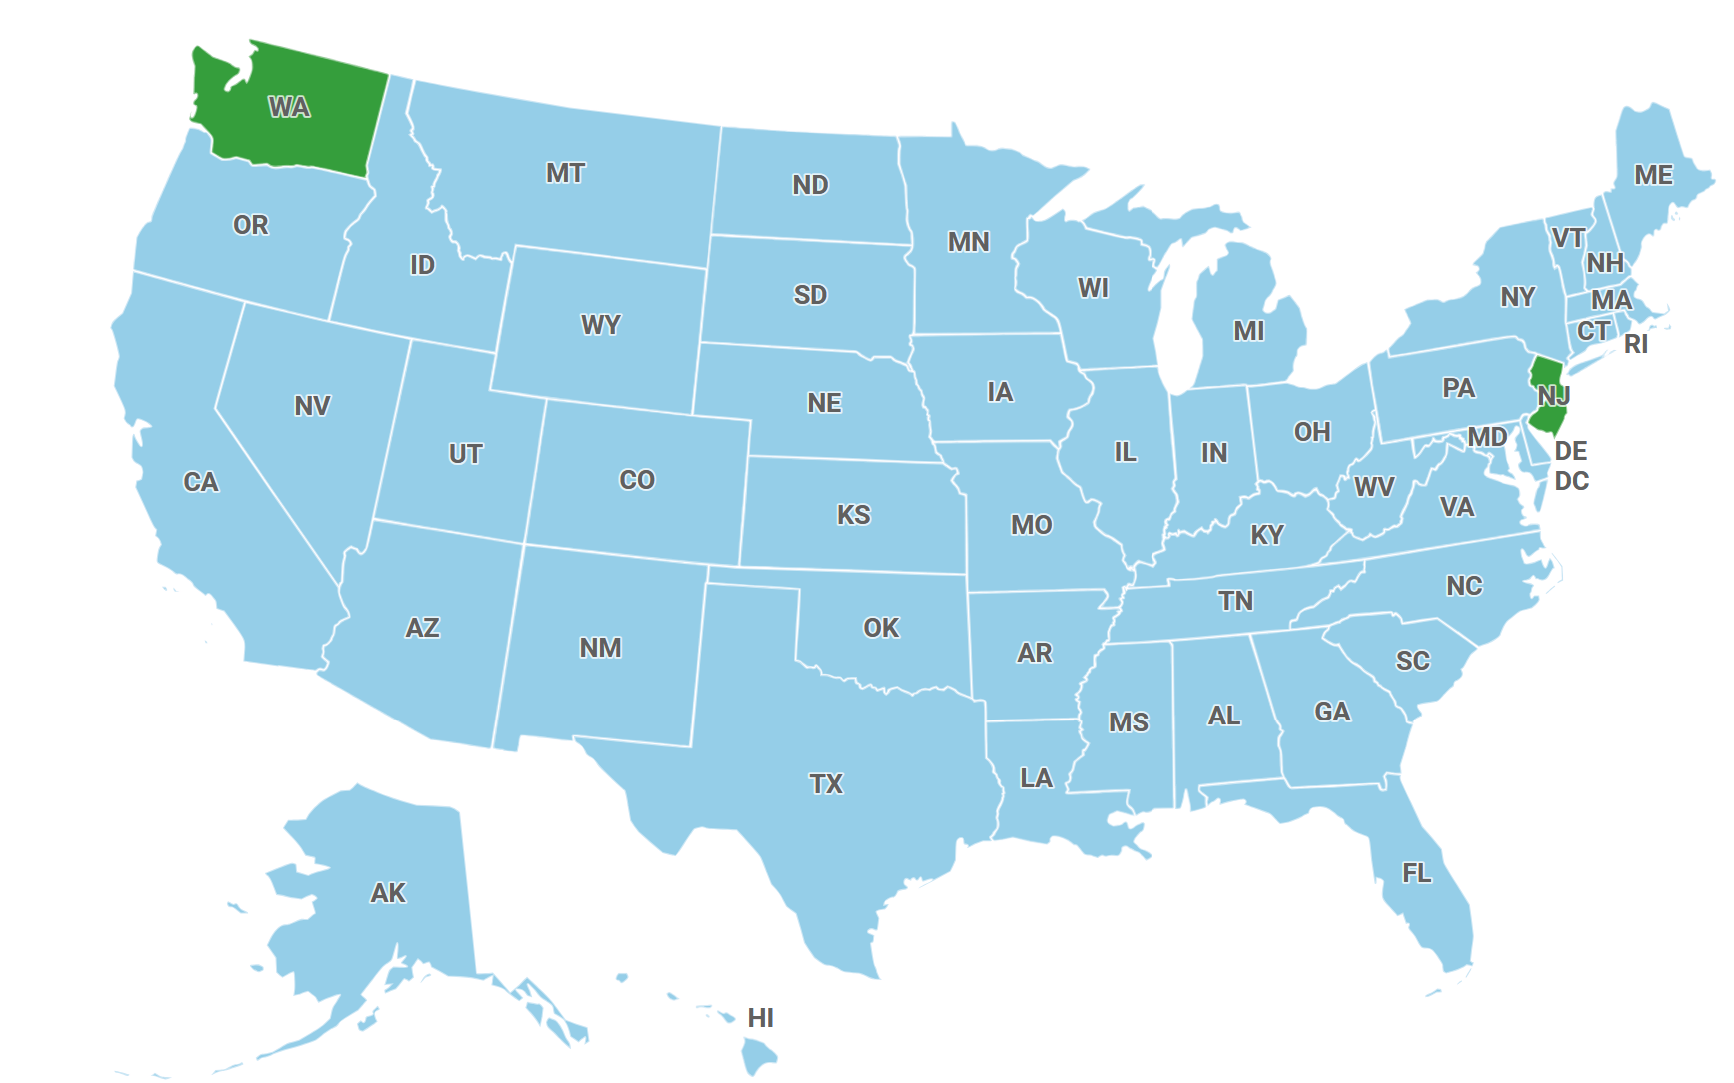 WA
MT
ND
ME
OR
MN
VT
ID
NH
WI
SD
NY
MA
WY
MI
CT
RI
PA
IA
NJ
NE
NV
OH
MD
UT
IL
IN
DE
CO
CA
WV
DC
KS
VA
MO
KY
NC
TN
AZ
OK
NM
AR
SC
GA
AL
MS
LA
TX
FL
AK
HI